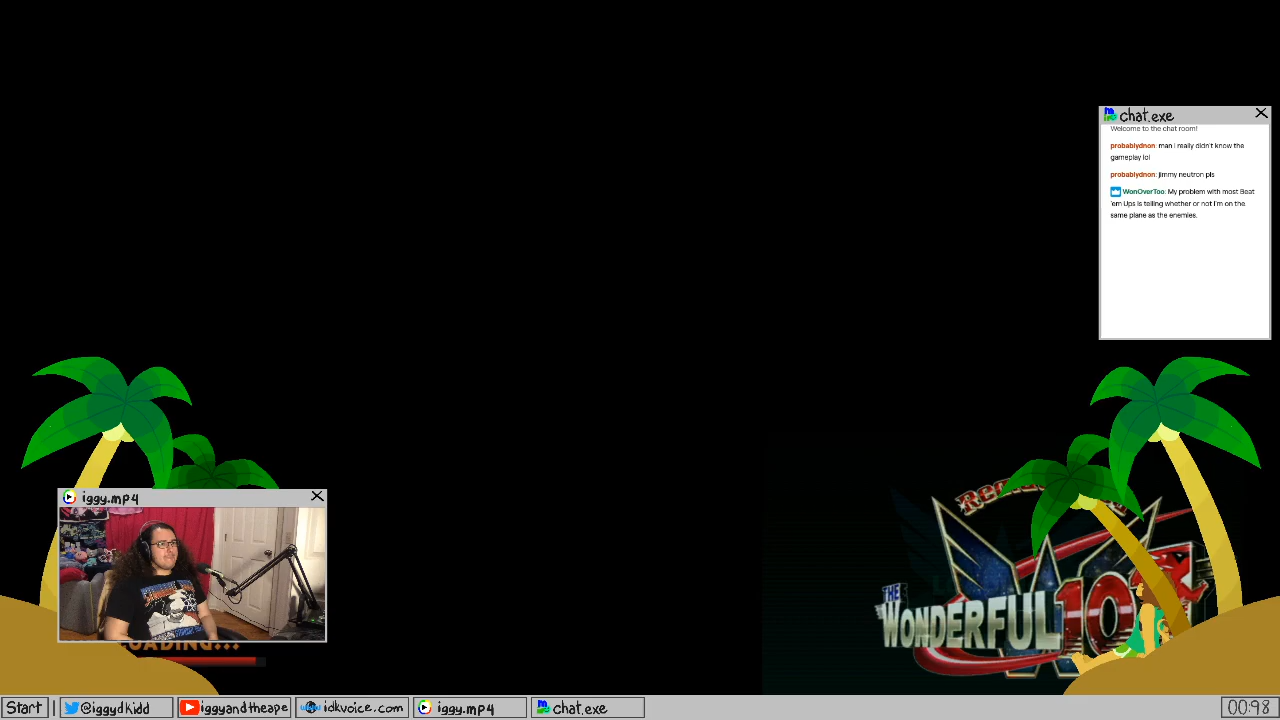 chat.exe
Welcome to the chat room!
probablydnon: man I really didn't know the
gameplay lol
probablydnon: jimmy neutron pls
WonOverToo: My problem with most Beat
'em Ups is telling whether or not I'm on the
same plane as the enemies.
iggy.mp4
THE
WONDERFUL 101
LOADING...
Start
@iggydkidd
iggyandtheape
idkvoice.com
iggy.mp4
chat.exe
00:98